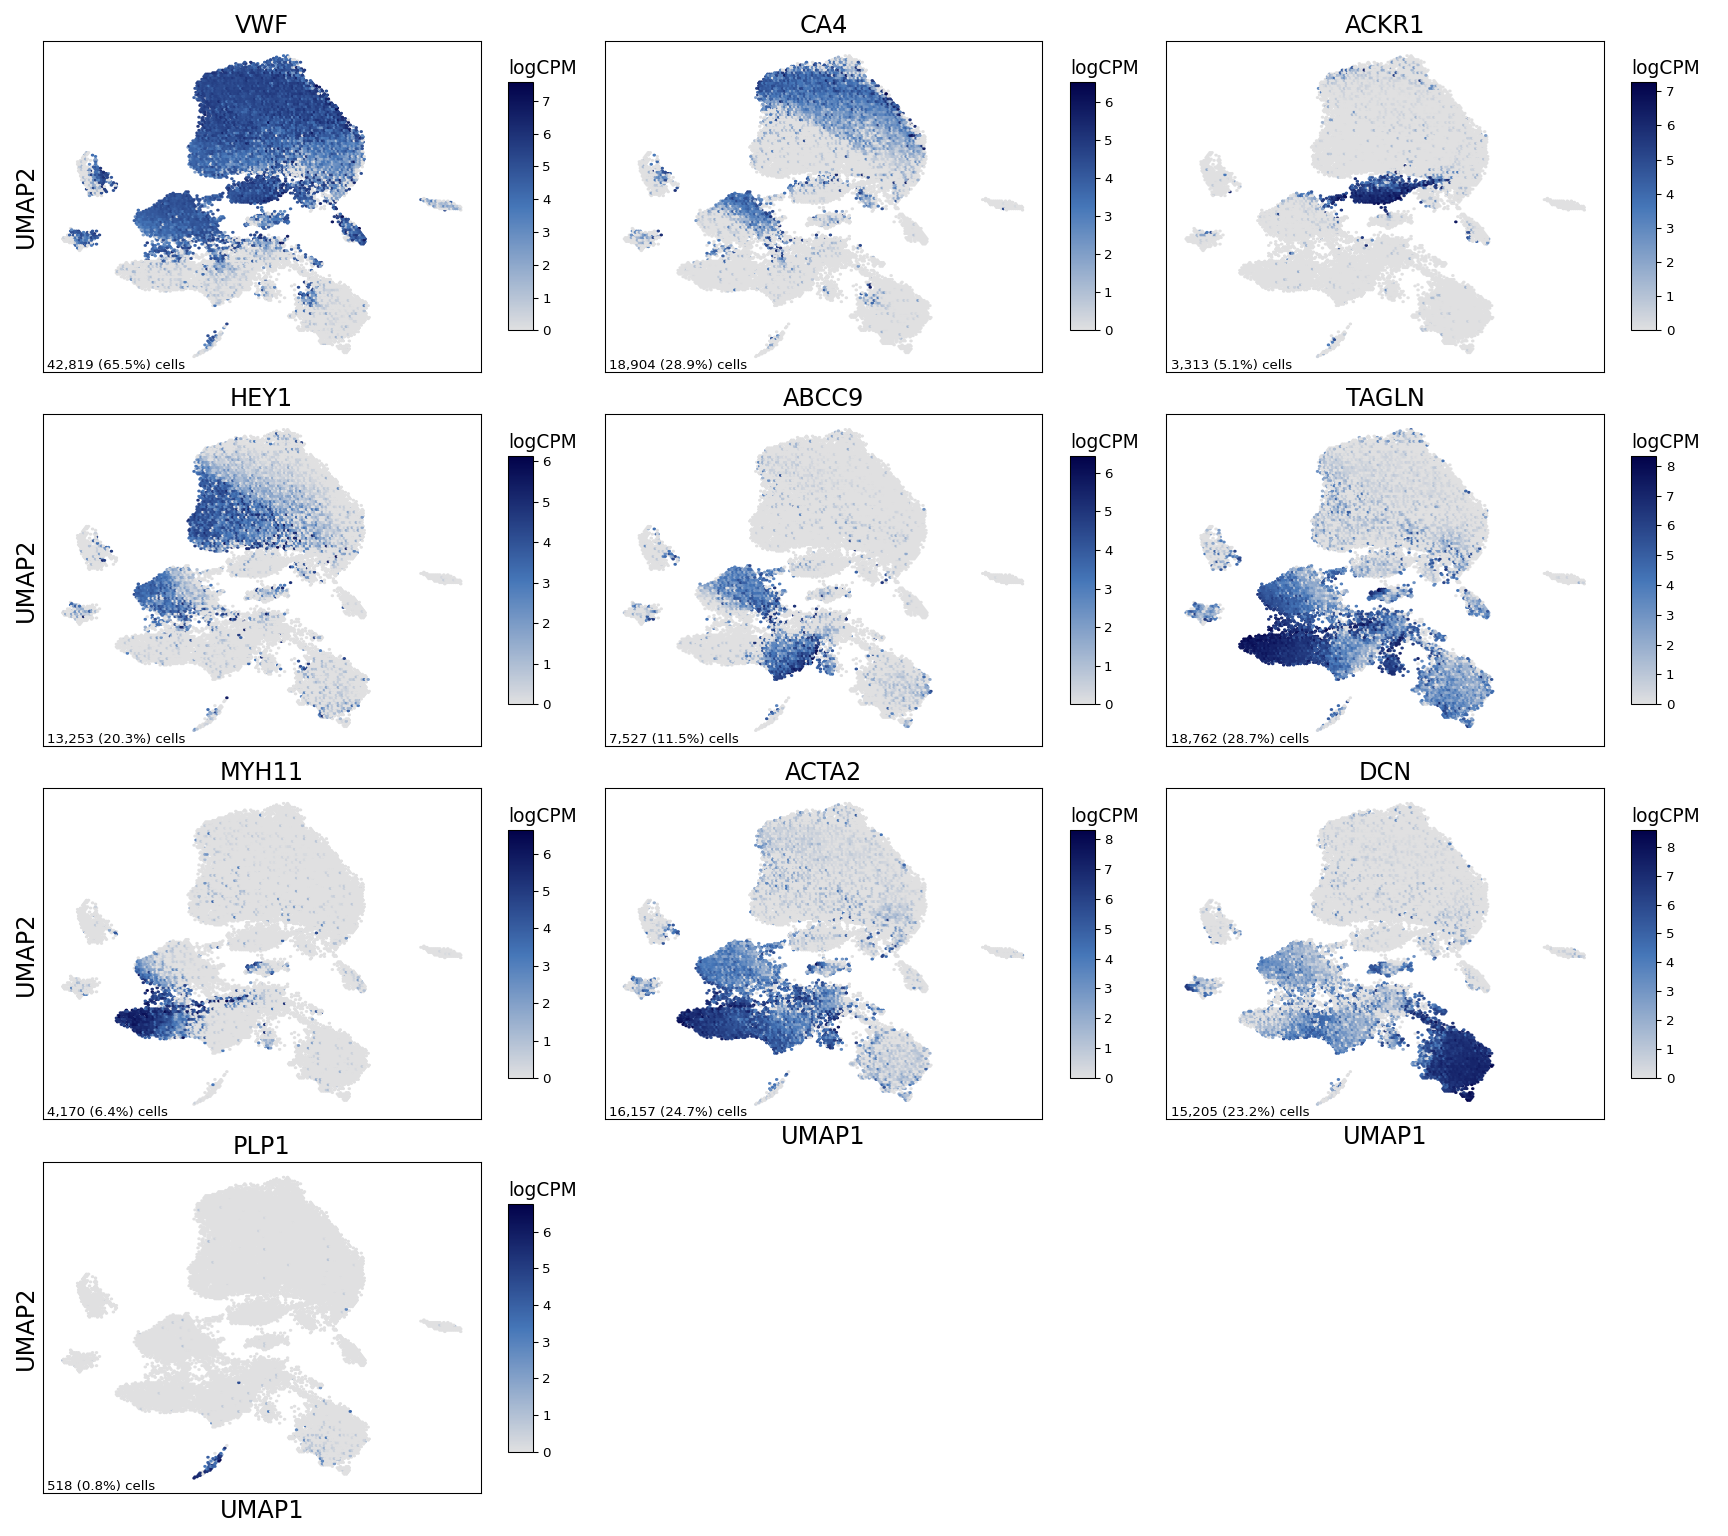 VWF
CA4
ACKR1
UMAP2
logCPM
7
6
5
4
3
2
1
0
42,819 (65.5%) cells
logCPM
6
5
4
3
2
1
0
18,904 (28.9%) cells
logCPM
7
6
5
4
3
2
1
0
3,313 (5.1%) cells
HEY1
ABCC9
TAGLN
UMAP2
logCPM
6
5
4
3
2
1
0
13,253 (20.3%) cells
logCPM
6
5
4
3
2
1
0
7,527 (11.5%) cells
logCPM
8
7
6
5
4
3
2
1
0
18,762 (28.7%) cells
MYH11
ACTA2
DCN
UMAP2
logCPM
6
5
4
3
2
1
0
4,170 (6.4%) cells
logCPM
8
7
6
5
4
3
2
1
0
16,157 (24.7%) cells
UMAP1
logCPM
8
7
6
5
4
3
2
1
0
15,205 (23.2%) cells
UMAP1
PLP1
UMAP2
logCPM
6
5
4
3
2
1
0
518 (0.8%) cells
UMAP1